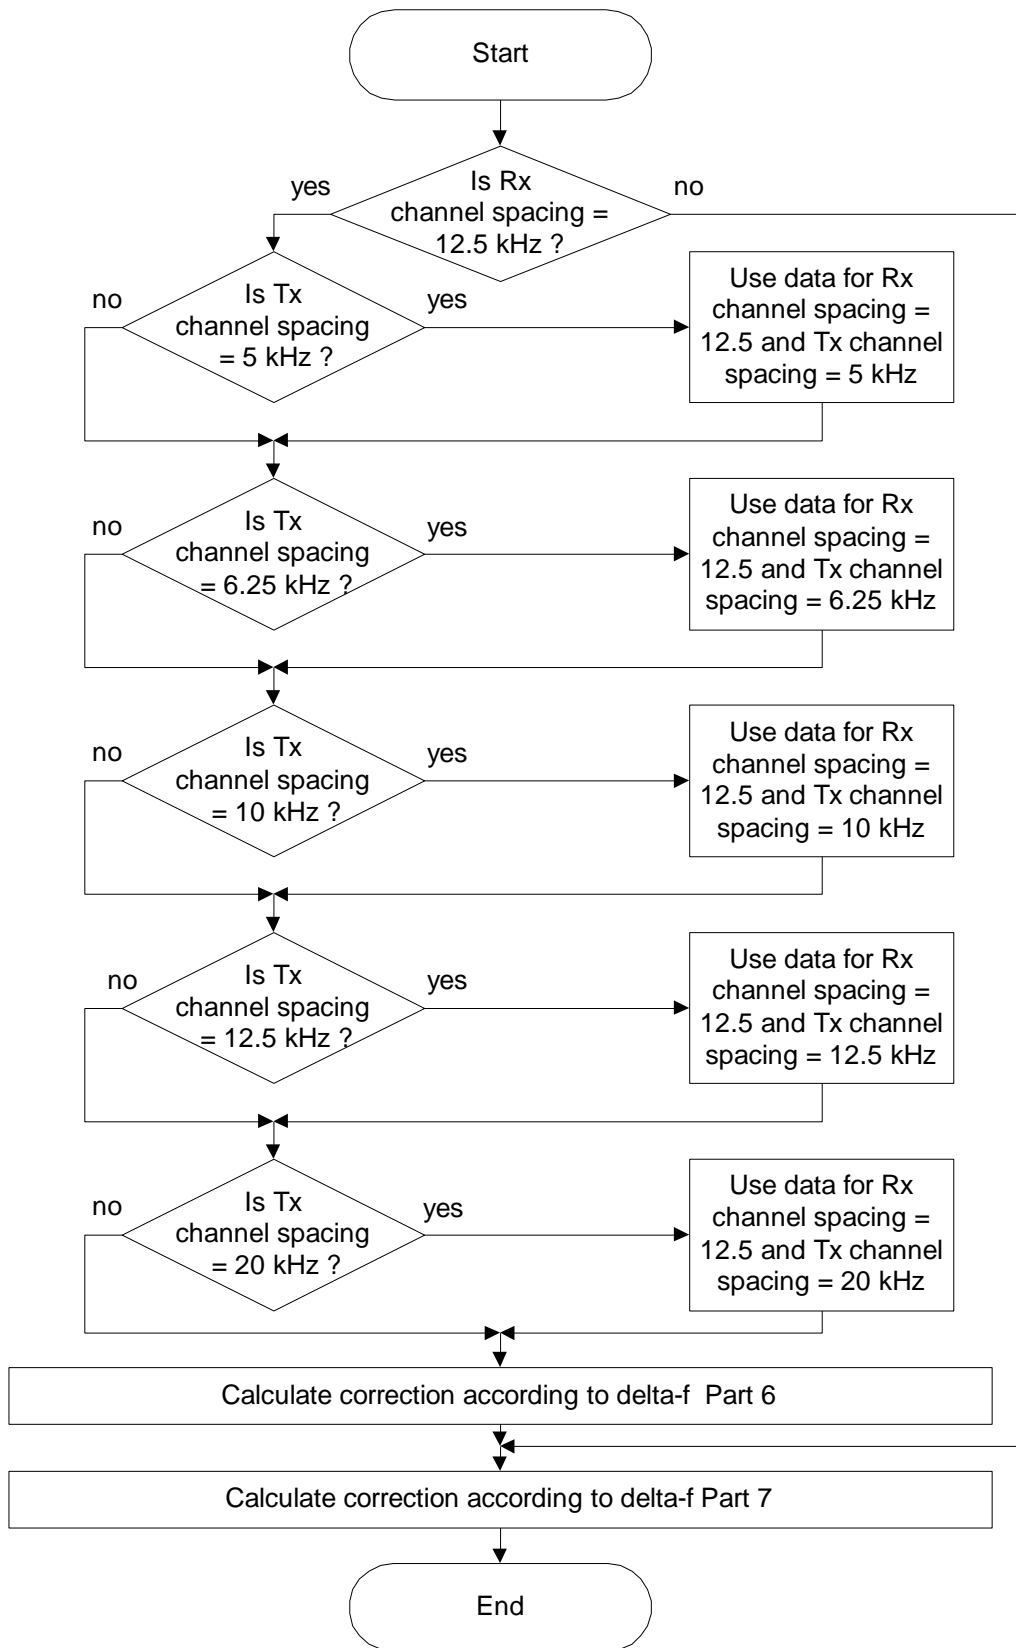 Start
yes
Is Rx
no
channel spacing =
12.5 kHz ?
no
Is Tx
yes
channel spacing
= 5 kHz ?
Use data for Rx
channel spacing =
12.5 and Tx channel
spacing = 5 kHz
no
Is Tx
yes
channel spacing
= 6.25 kHz ?
Use data for Rx
channel spacing =
12.5 and Tx channel
spacing = 6.25 kHz
no
Is Tx
yes
channel spacing
= 10 kHz ?
Use data for Rx
channel spacing =
12.5 and Tx channel
spacing = 10 kHz
no
Is Tx
yes
channel spacing
= 12.5 kHz ?
Use data for Rx
channel spacing =
12.5 and Tx channel
spacing = 12.5 kHz
no
Is Tx
yes
channel spacing
= 20 kHz ?
Use data for Rx
channel spacing =
12.5 and Tx channel
spacing = 20 kHz
Calculate correction according to delta-f  Part 6
Calculate correction according to delta-f Part 7
End